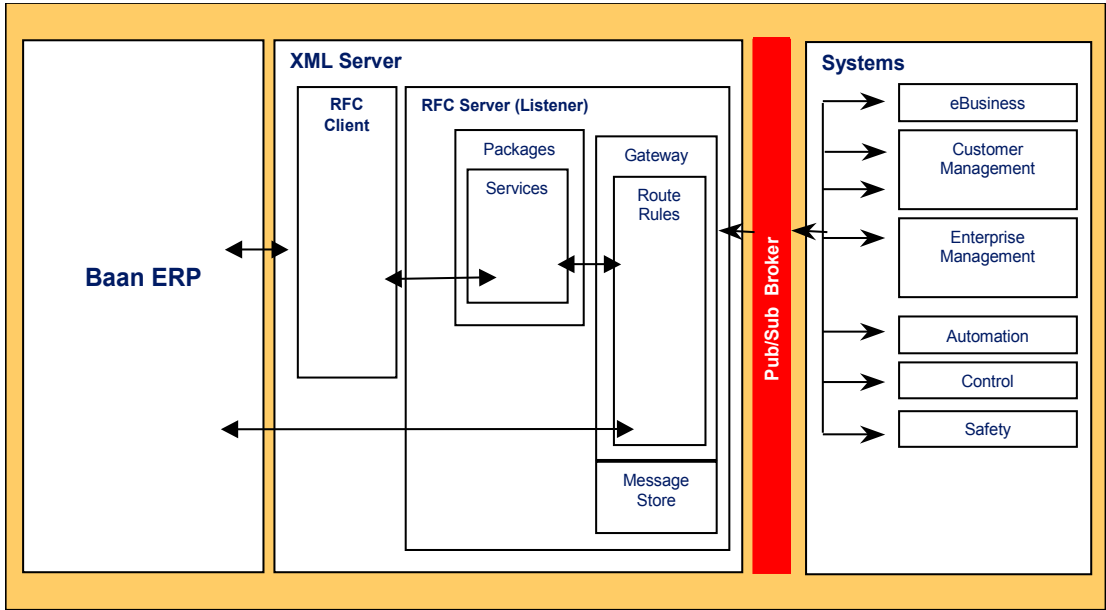 Baan ERP
XML Server
RFC
Client
RFC Server (Listener)
Packages
Services
Gateway
Route
Rules
Message
Store
Pub/Sub Broker
Systems
eBusiness
Customer
Management
Enterprise
Management
Automation
Control
Safety